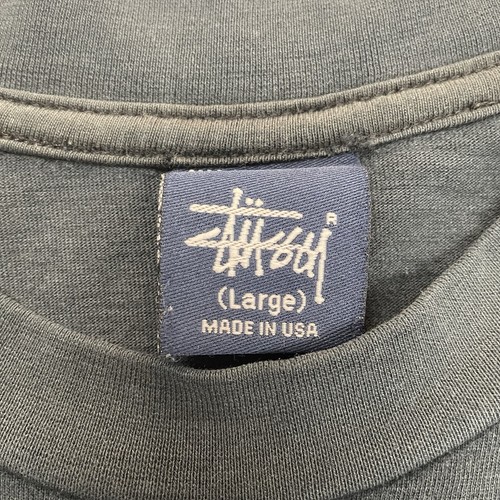 Stüssy R
(Large)
MADE IN USA